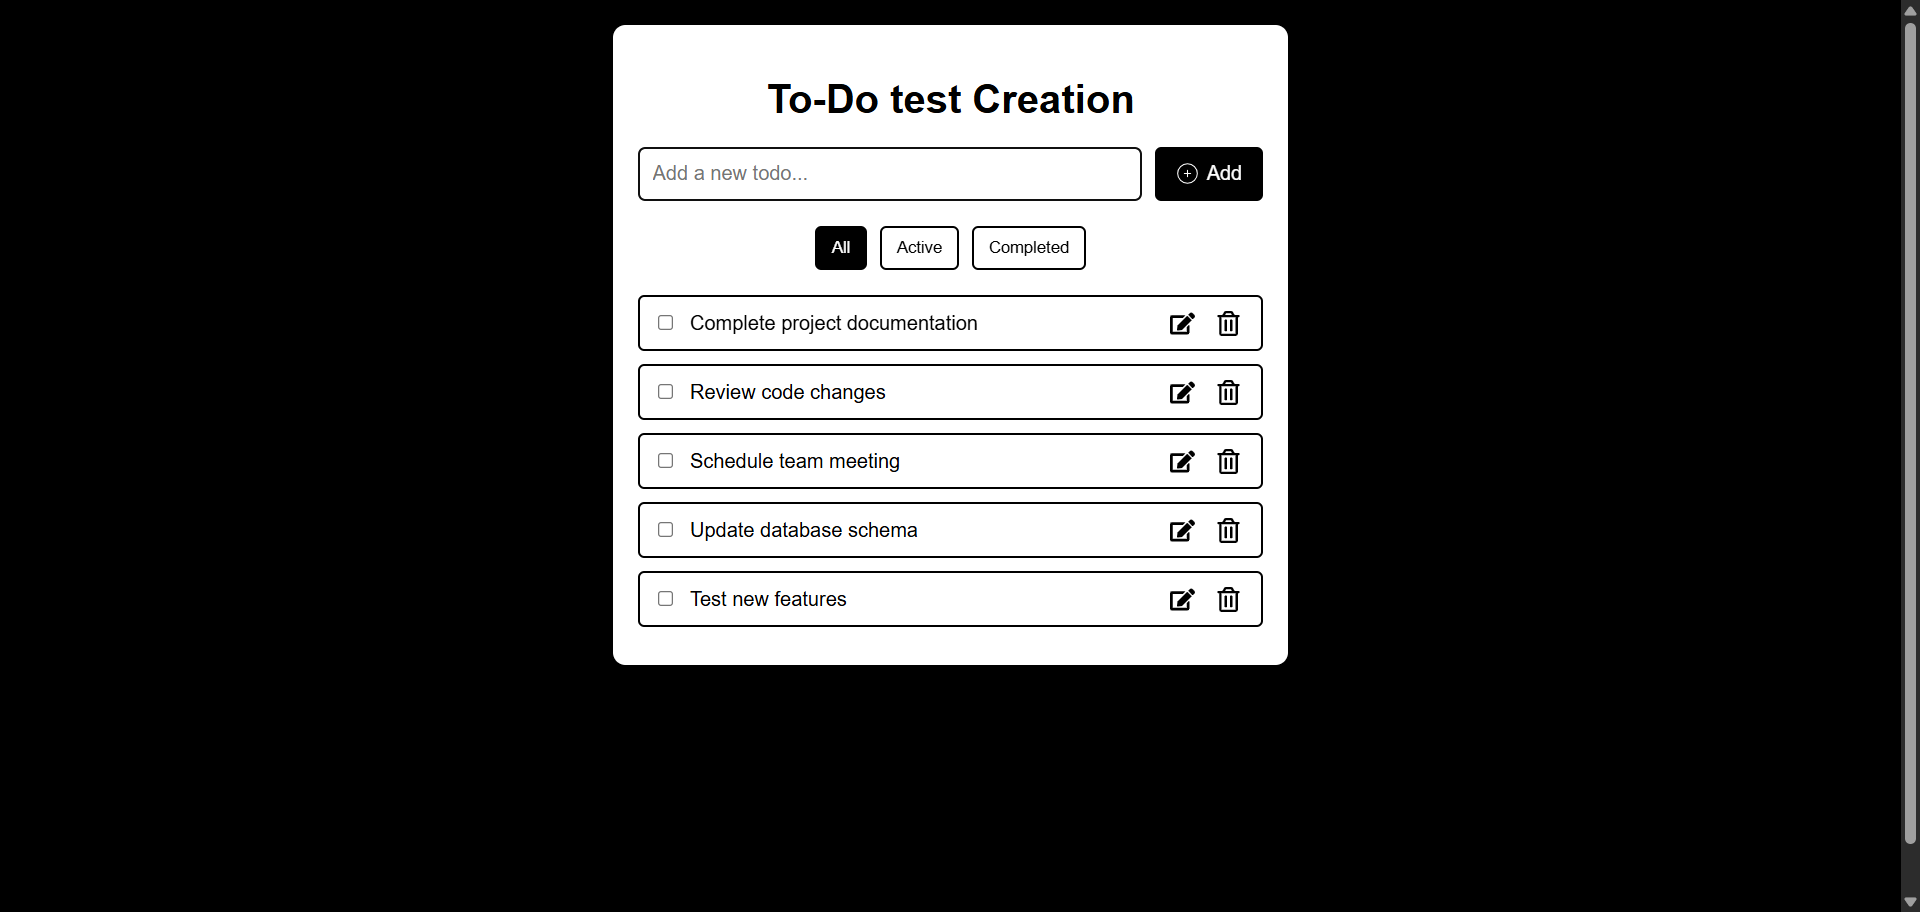 To-Do test Creation
Add a new todo...
Add
All
Active
Completed
Complete project documentation
Review code changes
Schedule team meeting
Update database schema
Test new features